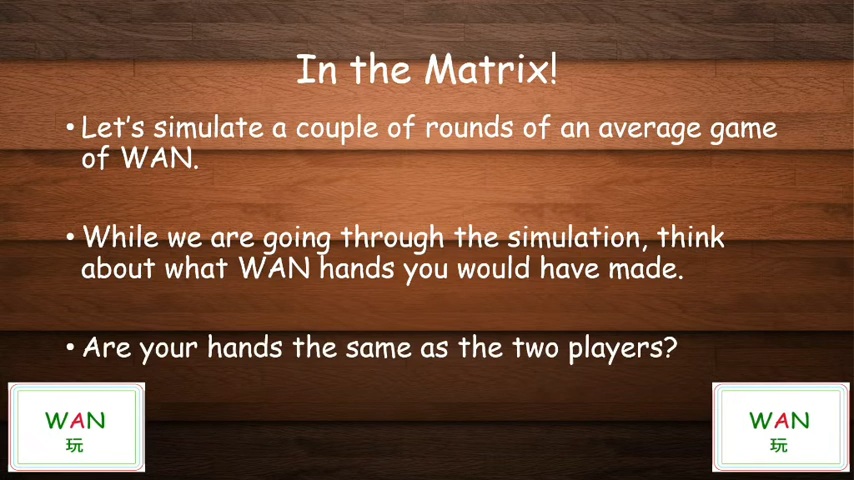 In the Matrix!
• Let's simulate a couple of rounds of an average game
of WAN.
• While we are going through the simulation, think
about what WAN hands you would have made.
• Are your hands the same as the two players?
WAN
玩
WAN
玩